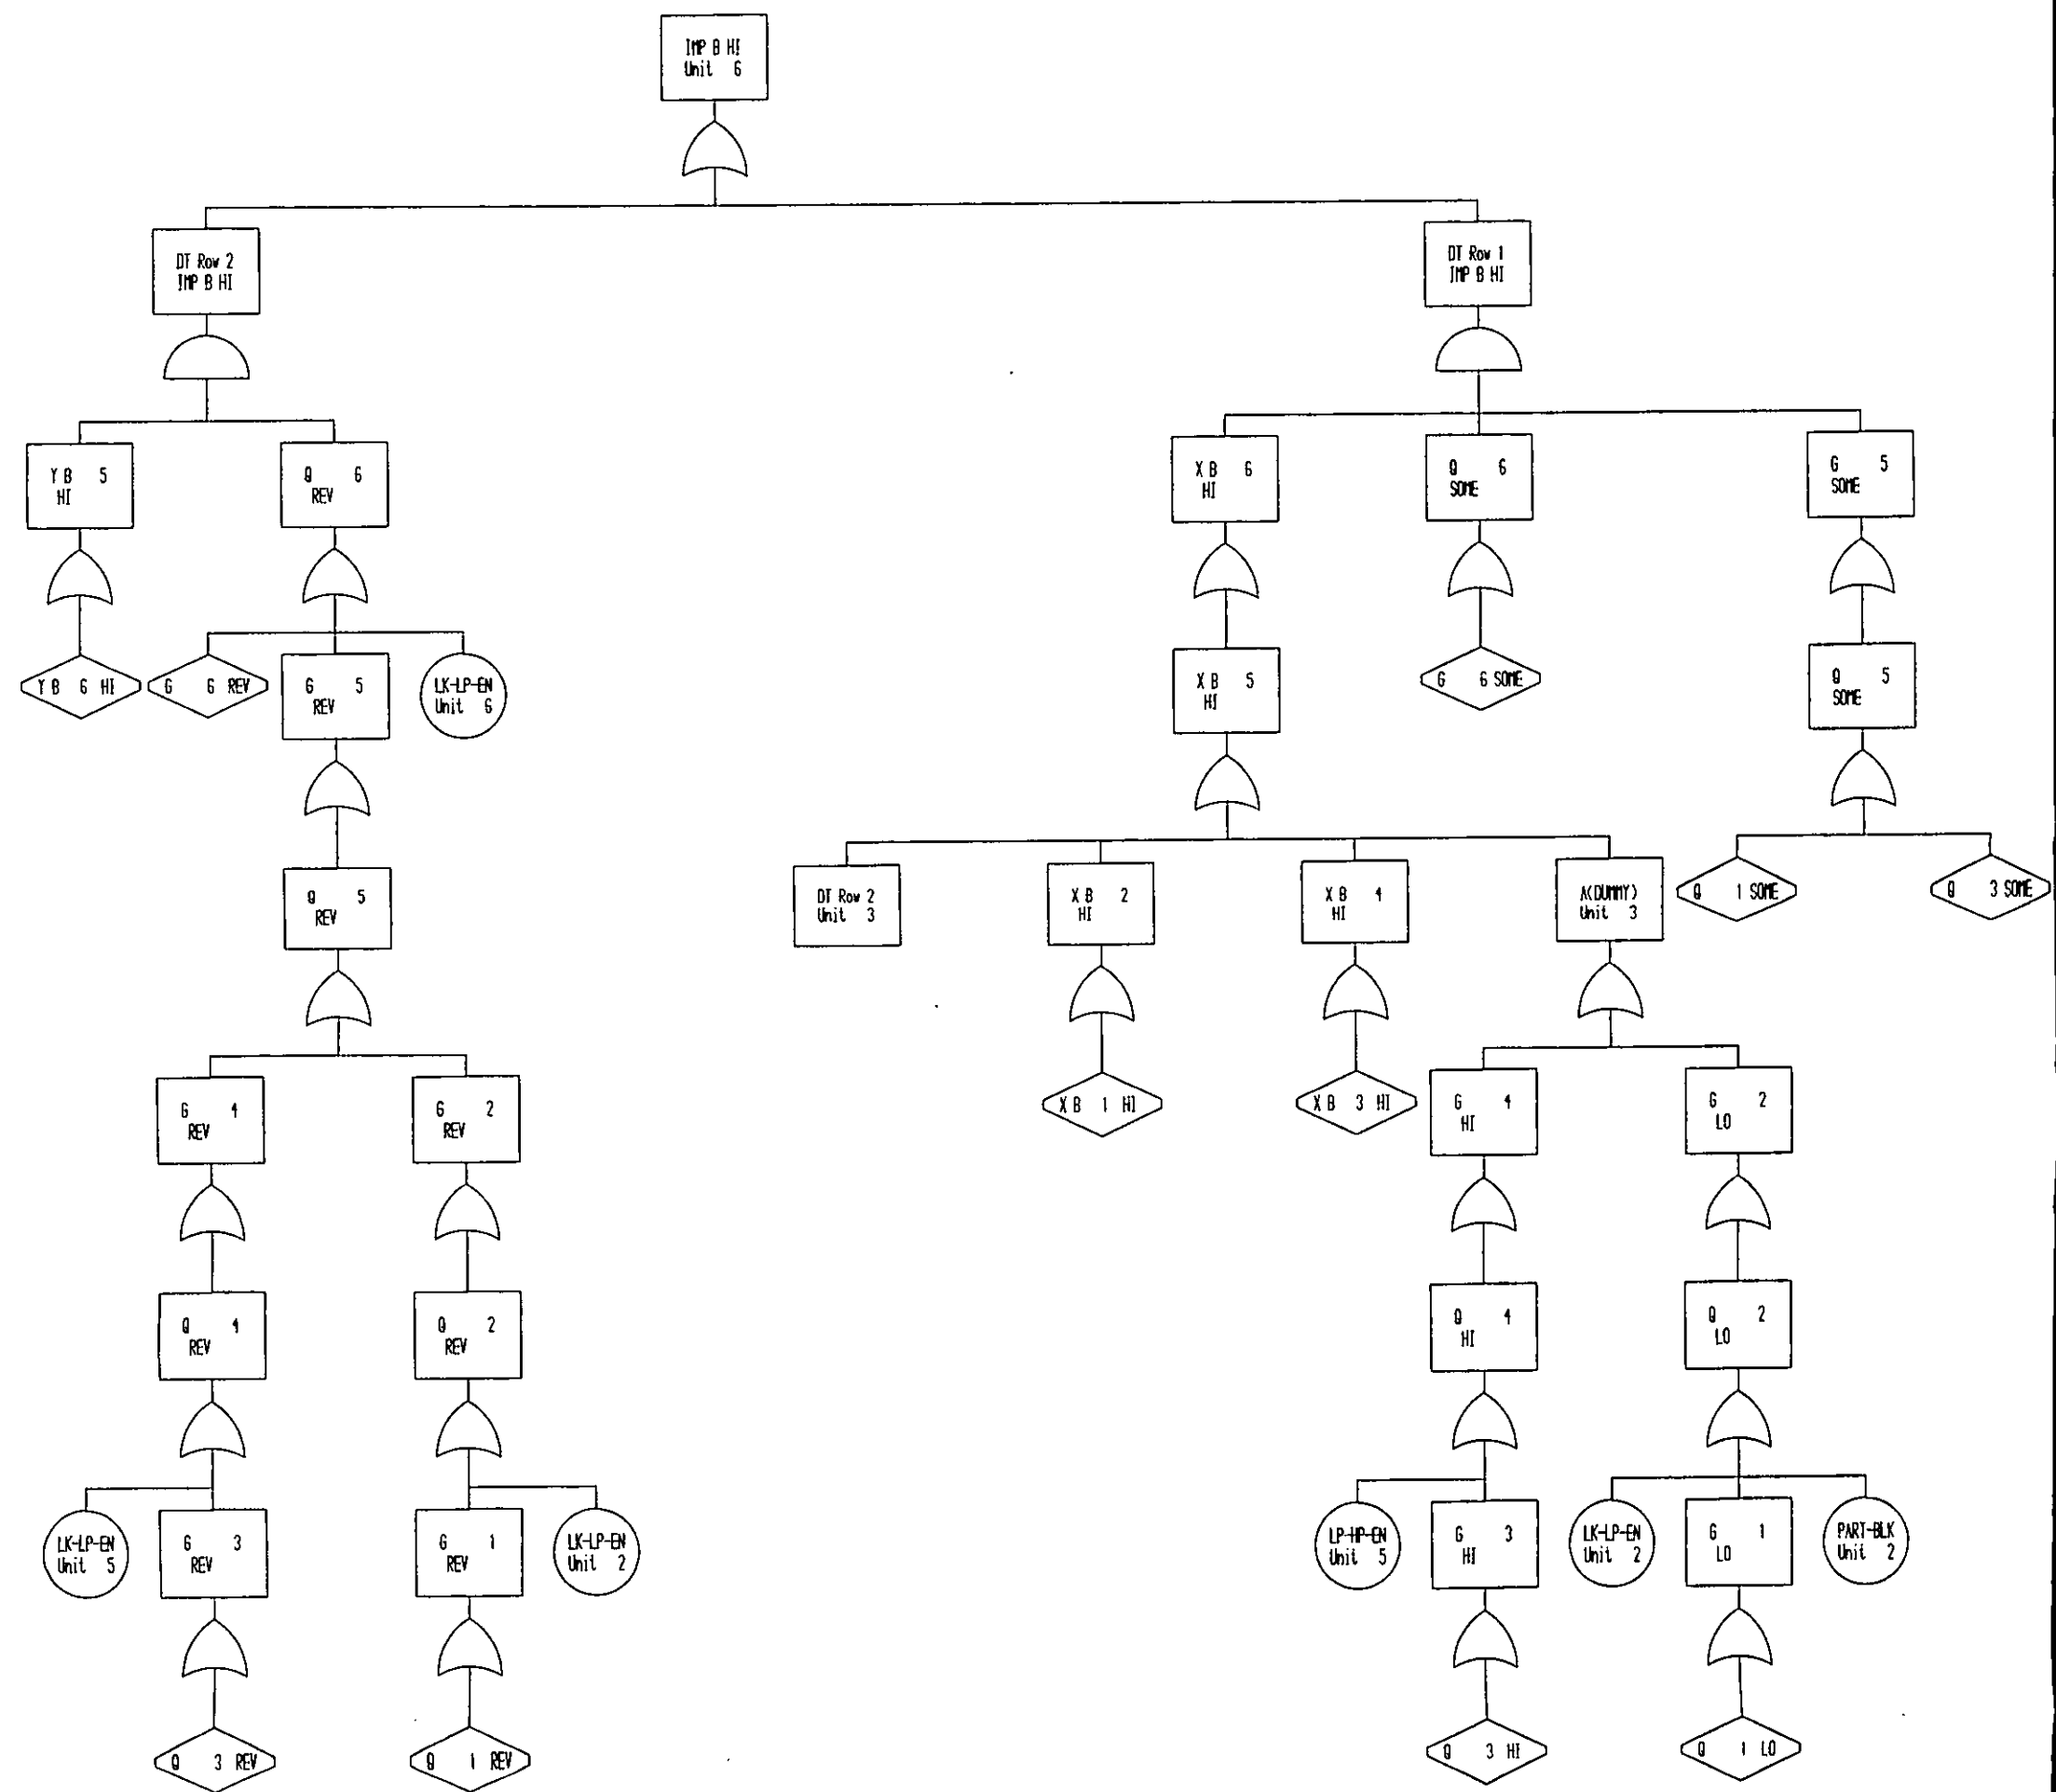 IMP B HI
Unit 6
DT Row 2
IMP B HI
DT Row 1
IMP B HI
Y B 5
HI
Q 6
REV
X B 6
HI
Q 6
SOME
G 5
SOME
Y B 6 HI
G 6 REV
G 5
REV
LK-LP-EN
Unit 6
X B 5
HI
G 6 SOME
Q 5
SOME
Q 5
REV
DT Row 2
Unit 3
X B 2
HI
X B 4
HI
A(DUMMY)
Unit 3
Q 1 SOME
Q 3 SOME
G 4
REV
G 2
REV
X B 1 HI
X B 3 HI
G 4
HI
G 2
LO
Q 4
REV
Q 2
REV
Q 4
HI
Q 2
LO
LK-LP-EN
Unit 5
G 3
REV
G 1
REV
LK-LP-EN
Unit 2
LP-HP-EN
Unit 5
G 3
HI
LK-LP-EN
Unit 2
G 1
LO
PART-BLK
Unit 2
Q 3 REV
Q 1 REV
Q 3 HI
Q 1 LO